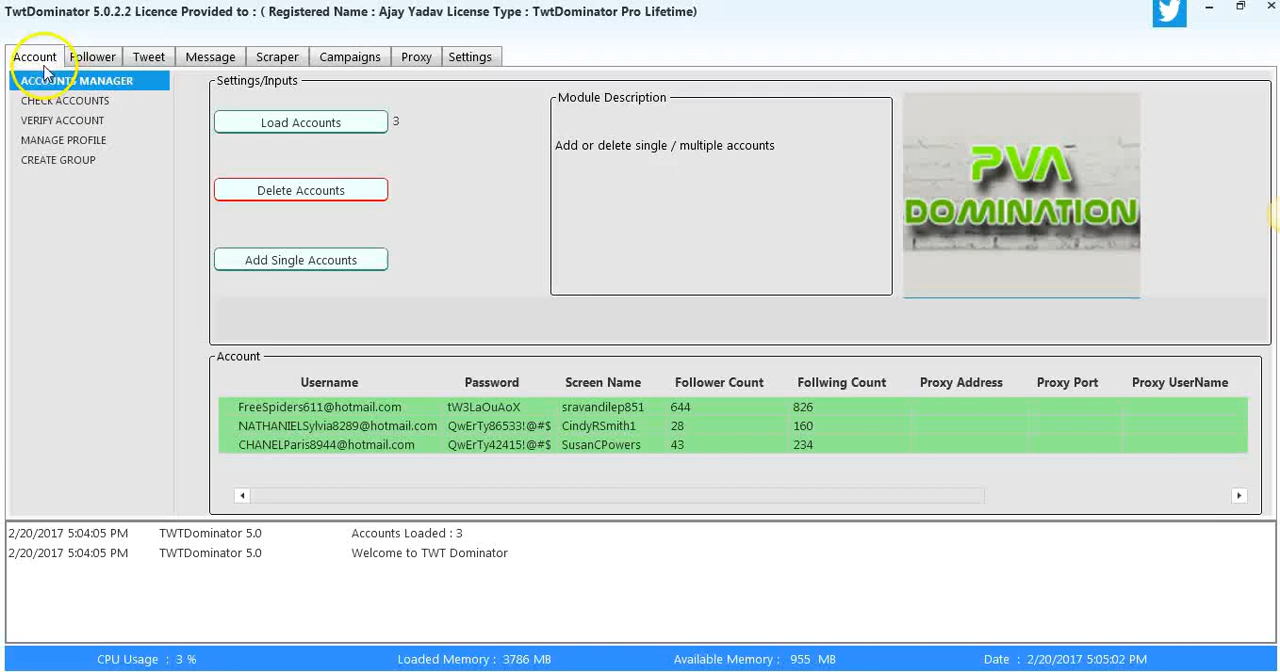 TwtDominator 5.0.2.2 Licence Provided to : ( Registered Name : Ajay Yadav License Type : TwtDominator Pro Lifetime)
Account Follower Tweet Message Scraper Campaigns Proxy Settings
ACCOUNTS MANAGER
CHECK ACCOUNTS
VERIFY ACCOUNT
MANAGE PROFILE
CREATE GROUP
Settings/Inputs
Load Accounts 3
Delete Accounts
Add Single Accounts
Module Description
Add or delete single / multiple accounts
PVA
DOMINATION
Account
Username Password Screen Name Follower Count Follwing Count Proxy Address Proxy Port Proxy UserName
FreeSpiders611@hotmail.com tW3LaOuAoX sravandilep851 644 826
NATHANIELSylvia8289@hotmail.com QwErTy86533!@#$ CindyRSmith1 28 160
CHANELParis8944@hotmail.com QwErTy42415!@#$ SusanCPowers 43 234
2/20/2017 5:04:05 PM TWTDominator 5.0 Accounts Loaded : 3
2/20/2017 5:04:05 PM TWTDominator 5.0 Welcome to TWT Dominator
CPU Usage : 3 % Loaded Memory : 3786 MB Available Memory : 955 MB Date : 2/20/2017 5:05:02 PM